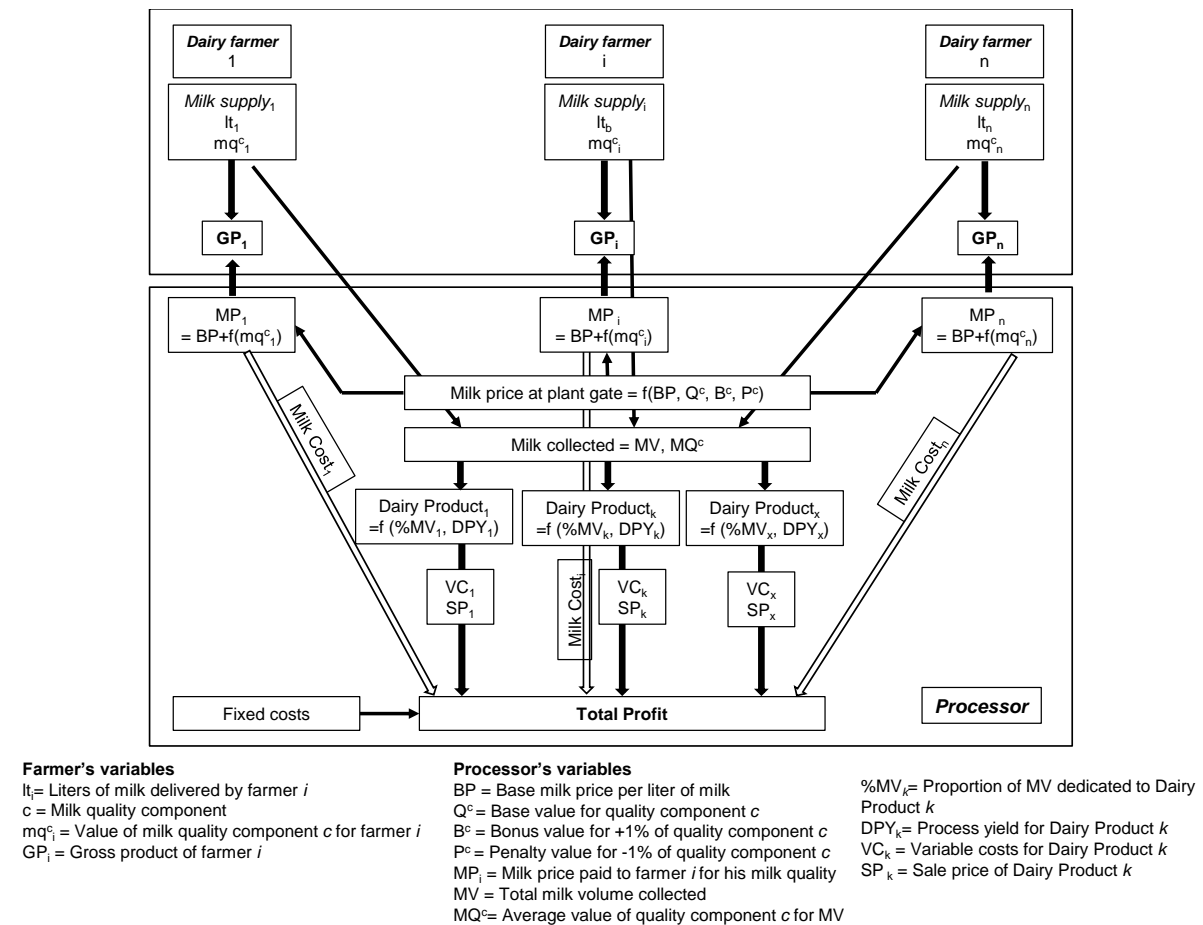 Dairy farmer
1
Dairy farmer
i
Dairy farmer
n
Milk supply₁
lt₁
mqᶜ₁
Milk supplyᵢ
lt_b
mqᶜᵢ
Milk supplyₙ
ltₙ
mqᶜₙ
GP₁
GPᵢ
GPₙ
MP₁
= BP+f(mqᶜ₁)
MP ᵢ
= BP+f(mqᶜᵢ)
MP ₙ
= BP+f(mqᶜₙ)
Milk price at plant gate = f(BP, Qᶜ, Bᶜ, Pᶜ)
Milk Cost₁
Milk Costₙ
Milk collected = MV, MQᶜ
Dairy Product₁
=f (%MV₁, DPY₁)
Dairy Productₖ
=f (%MVₖ, DPYₖ)
Dairy Productₓ
=f (%MVₓ, DPYₓ)
VC₁
SP₁
Milk Costᵢ
VCₖ
SPₖ
VCₓ
SPₓ
Fixed costs
Total Profit
Processor
Farmer's variables
ltᵢ= Liters of milk delivered by farmer i
c = Milk quality component
mqᶜᵢ = Value of milk quality component c for farmer i
GPᵢ = Gross product of farmer i
Processor's variables
BP = Base milk price per liter of milk
Qᶜ = Base value for quality component c
Bᶜ = Bonus value for +1% of quality component c
Pᶜ = Penalty value for -1% of quality component c
MPᵢ = Milk price paid to farmer i for his milk quality
MV = Total milk volume collected
MQᶜ= Average value of quality component c for MV
%MVₖ= Proportion of MV dedicated to Dairy
Product k
DPYₖ= Process yield for Dairy Product k
VCₖ = Variable costs for Dairy Product k
SP ₖ = Sale price of Dairy Product k